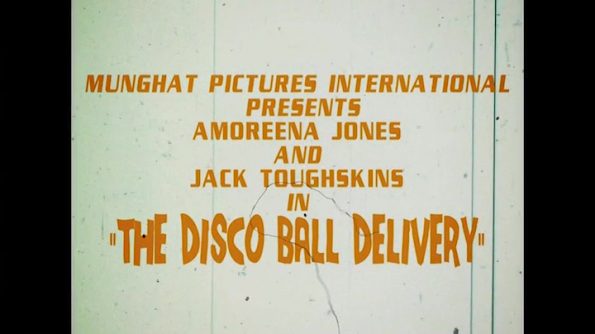 MUNGHAT PICTURES INTERNATIONAL
PRESENTS
AMOREENA JONES
AND
JACK TOUGHSKINS
IN
"THE DISCO BALL DELIVERY"